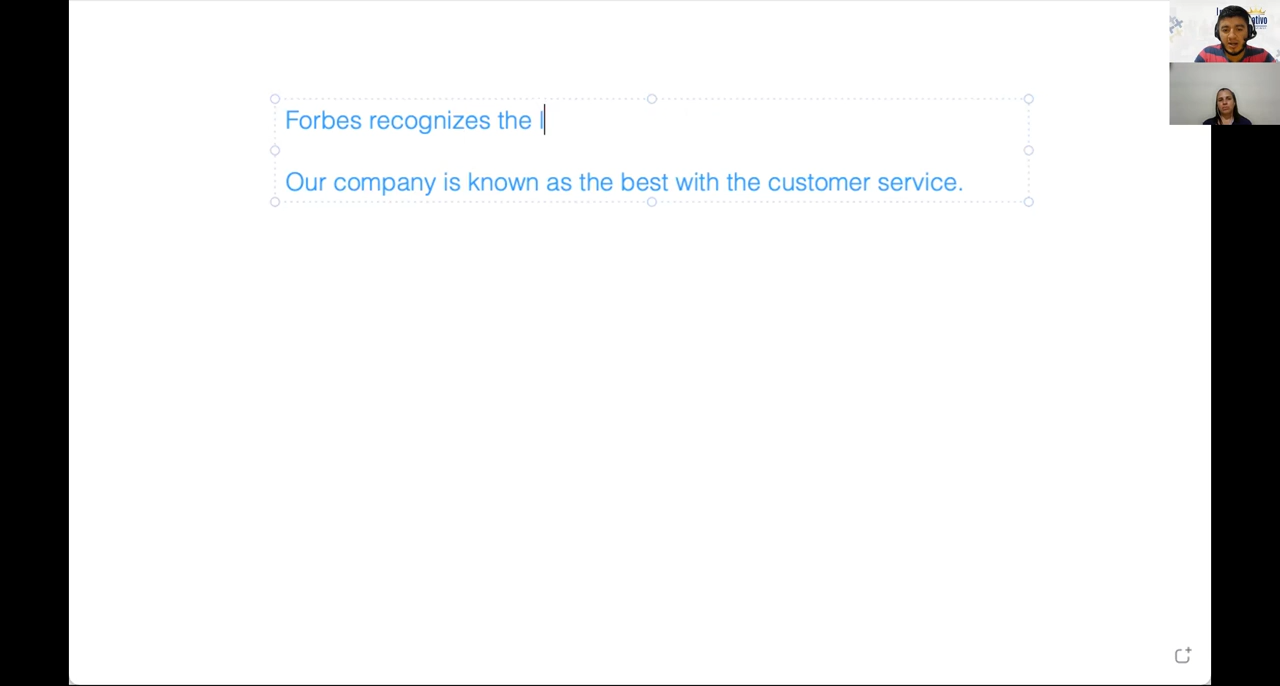 Forbes recognizes the l
Our company is known as the best with the customer service.